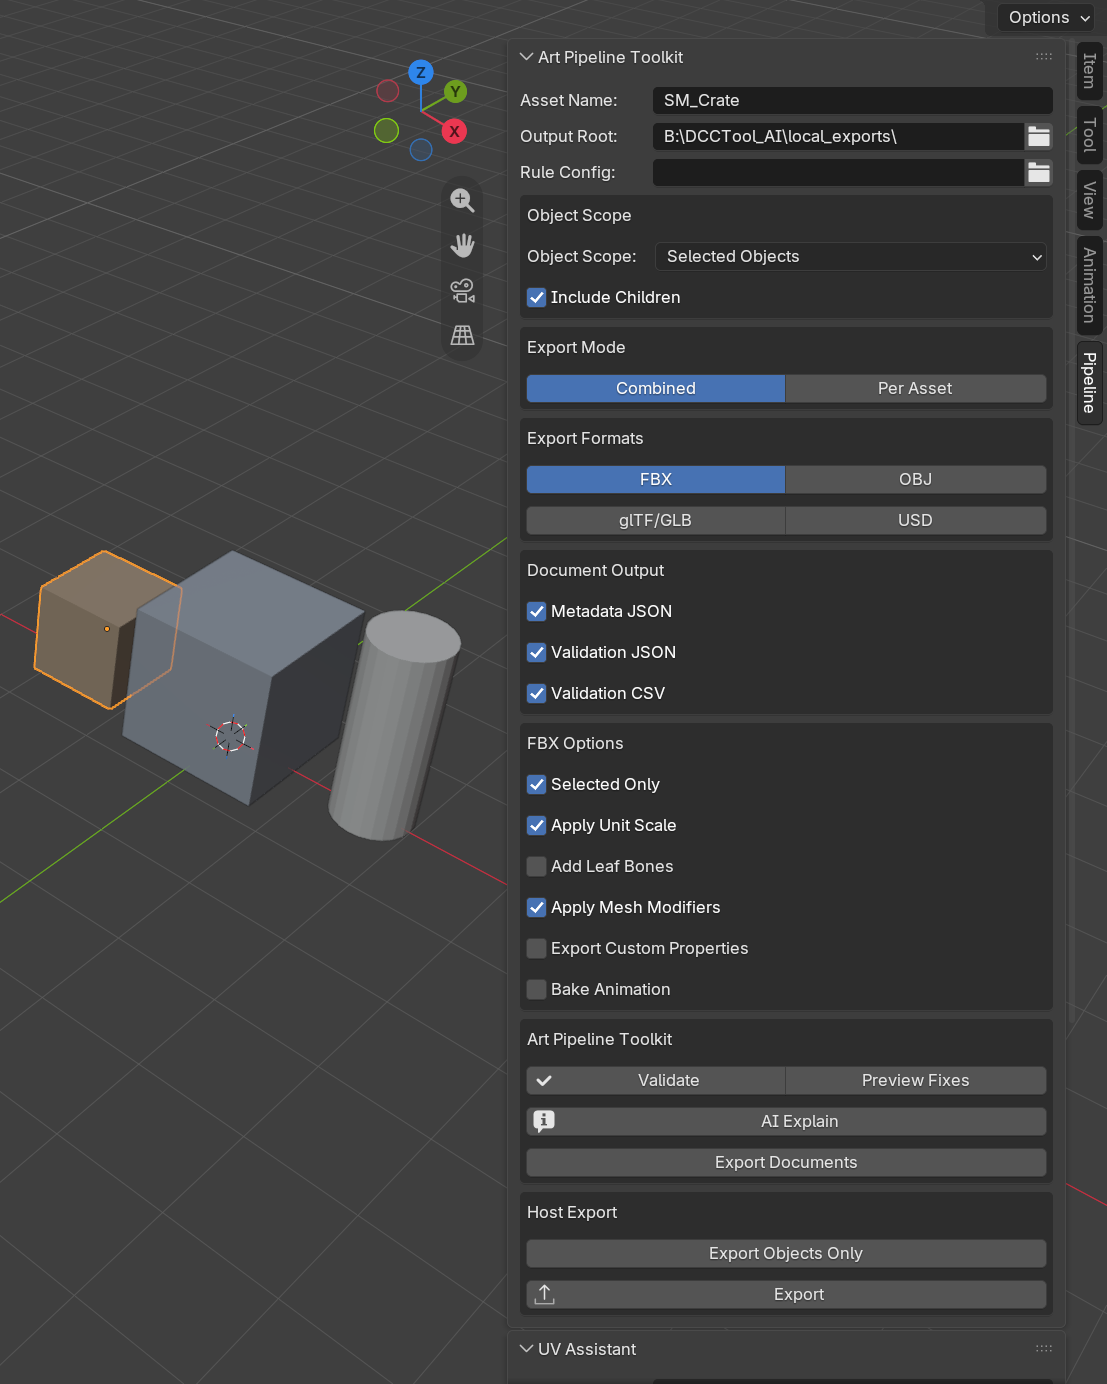 Options
Art Pipeline Toolkit
Asset Name: SM_Crate
Output Root: B:\DCCTool_AI\local_exports\
Rule Config:
Object Scope
Object Scope: Selected Objects
Include Children
Export Mode
Combined Per Asset
Export Formats
FBX OBJ
glTF/GLB USD
Document Output
Metadata JSON
Validation JSON
Validation CSV
FBX Options
Selected Only
Apply Unit Scale
Add Leaf Bones
Apply Mesh Modifiers
Export Custom Properties
Bake Animation
Art Pipeline Toolkit
Validate Preview Fixes
AI Explain
Export Documents
Host Export
Export Objects Only
Export
UV Assistant
Item
Tool
View
Animation
Pipeline
Z
Y
X